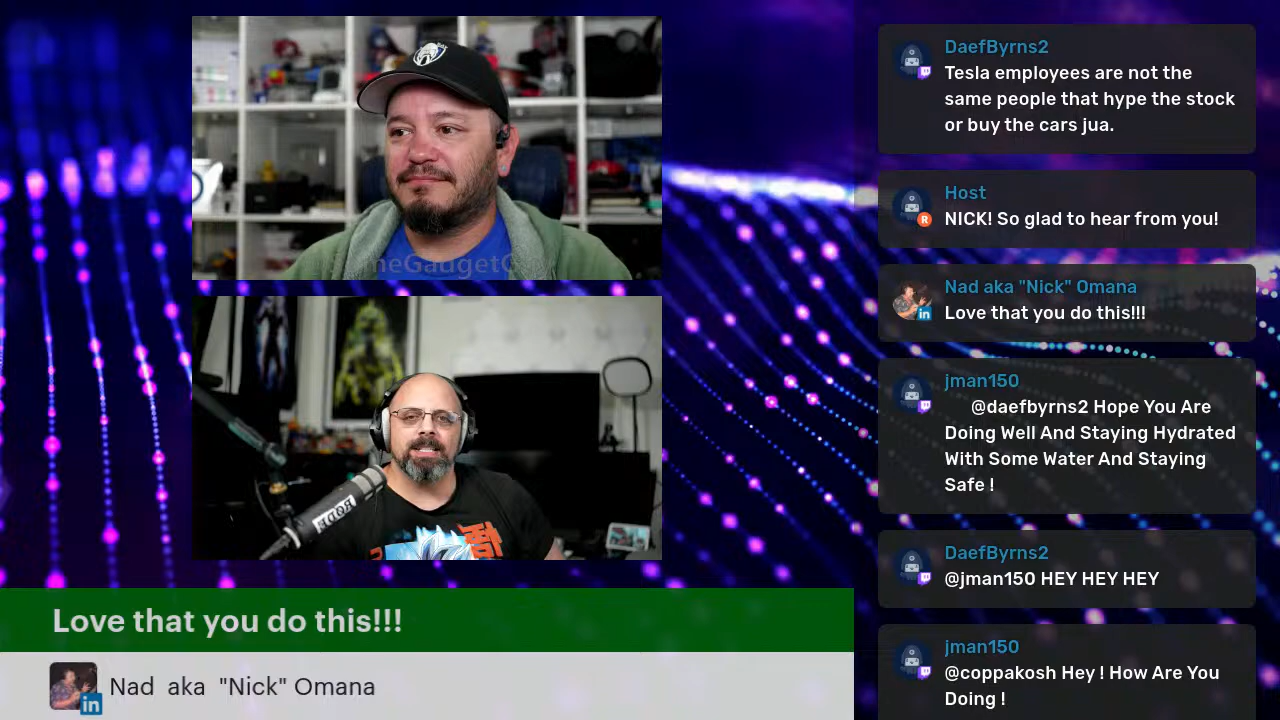 DaefByrns2
Tesla employees are not the
same people that hype the stock
or buy the cars jua.
Host
NICK! So glad to hear from you!
Nad aka "Nick" Omana
Love that you do this!!!
jman150
@daefbyrns2 Hope You Are
Doing Well And Staying Hydrated
With Some Water And Staying
Safe !
DaefByrns2
@jman150 HEY HEY HEY
jman150
@coppakosh Hey ! How Are You
Doing !
RODE
Love that you do this!!!
Nad aka "Nick" Omana
in